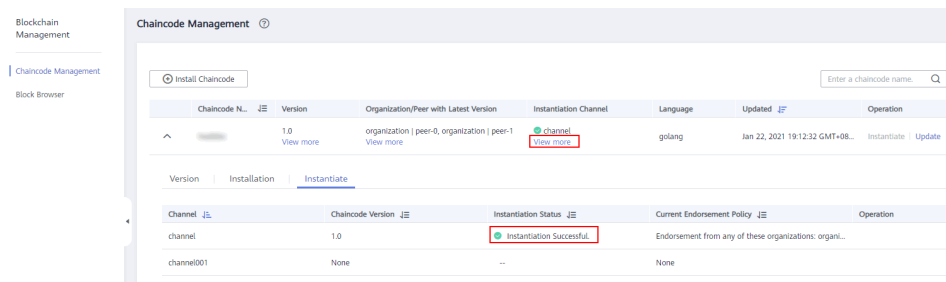 Blockchain
Management
Chaincode Management
Block Browser
Chaincode Management
Install Chaincode
Enter a chaincode name.
Chaincode N... Version Organization/Peer with Latest Version Instantiation Channel Language Updated Operation
1.0 organization | peer-0, organization | peer-1 channel golang Jan 22, 2021 19:12:32 GMT+08... Instantiate Update
View more View more View more
Version Installation Instantiate
Channel Chaincode Version Instantiation Status Current Endorsement Policy Operation
channel 1.0 Instantiation Successful. Endorsement from any of these organizations: organi...
channel001 None -- None